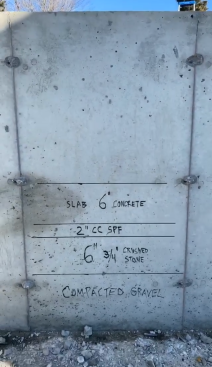 SLAB 6" CONCRETE
2" CC SPF
6" 3/4" CRUSHED
STONE
COMPACTED GRAVEL